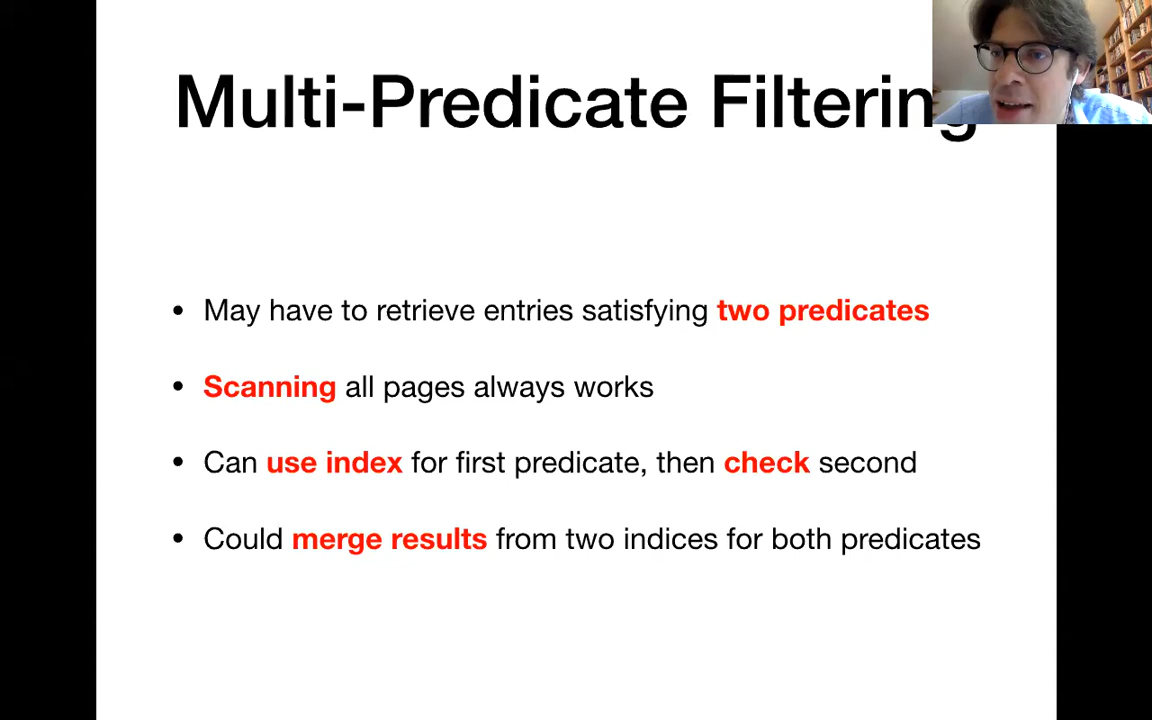 Multi-Predicate Filtering
• May have to retrieve entries satisfying two predicates
• Scanning all pages always works
• Can use index for first predicate, then check second
• Could merge results from two indices for both predicates